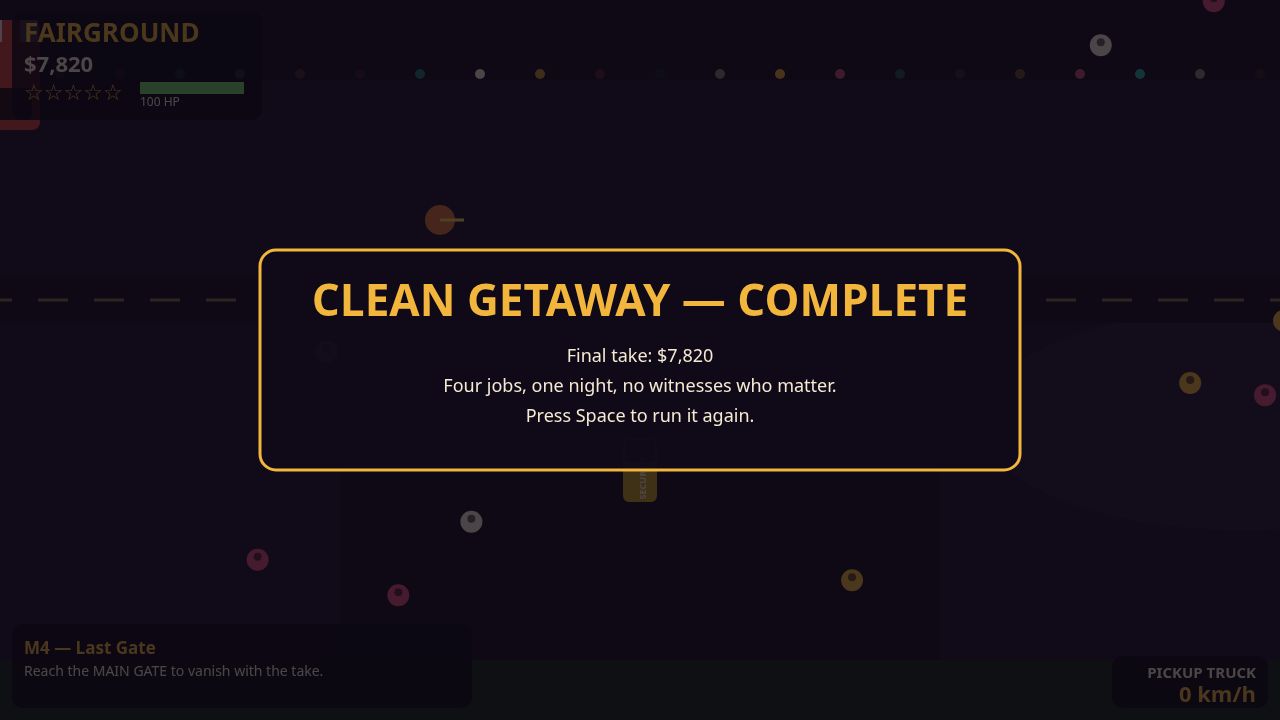 FAIRGROUND
$7,820
☆☆☆☆☆
100 HP
CLEAN GETAWAY — COMPLETE
Final take: $7,820
Four jobs, one night, no witnesses who matter.
Press Space to run it again.
M4 — Last Gate
Reach the MAIN GATE to vanish with the take.
PICKUP TRUCK
0 km/h